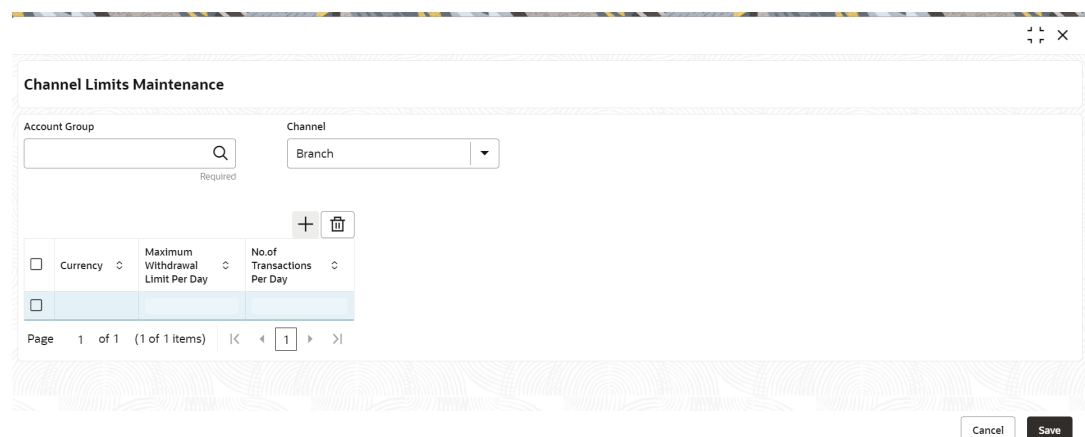 Channel Limits Maintenance
Account Group
Channel
Branch
Required
Currency
Maximum
Withdrawal
Limit Per Day
No.of
Transactions
Per Day
Page 1 of 1 (1 of 1 items) 1
Cancel Save